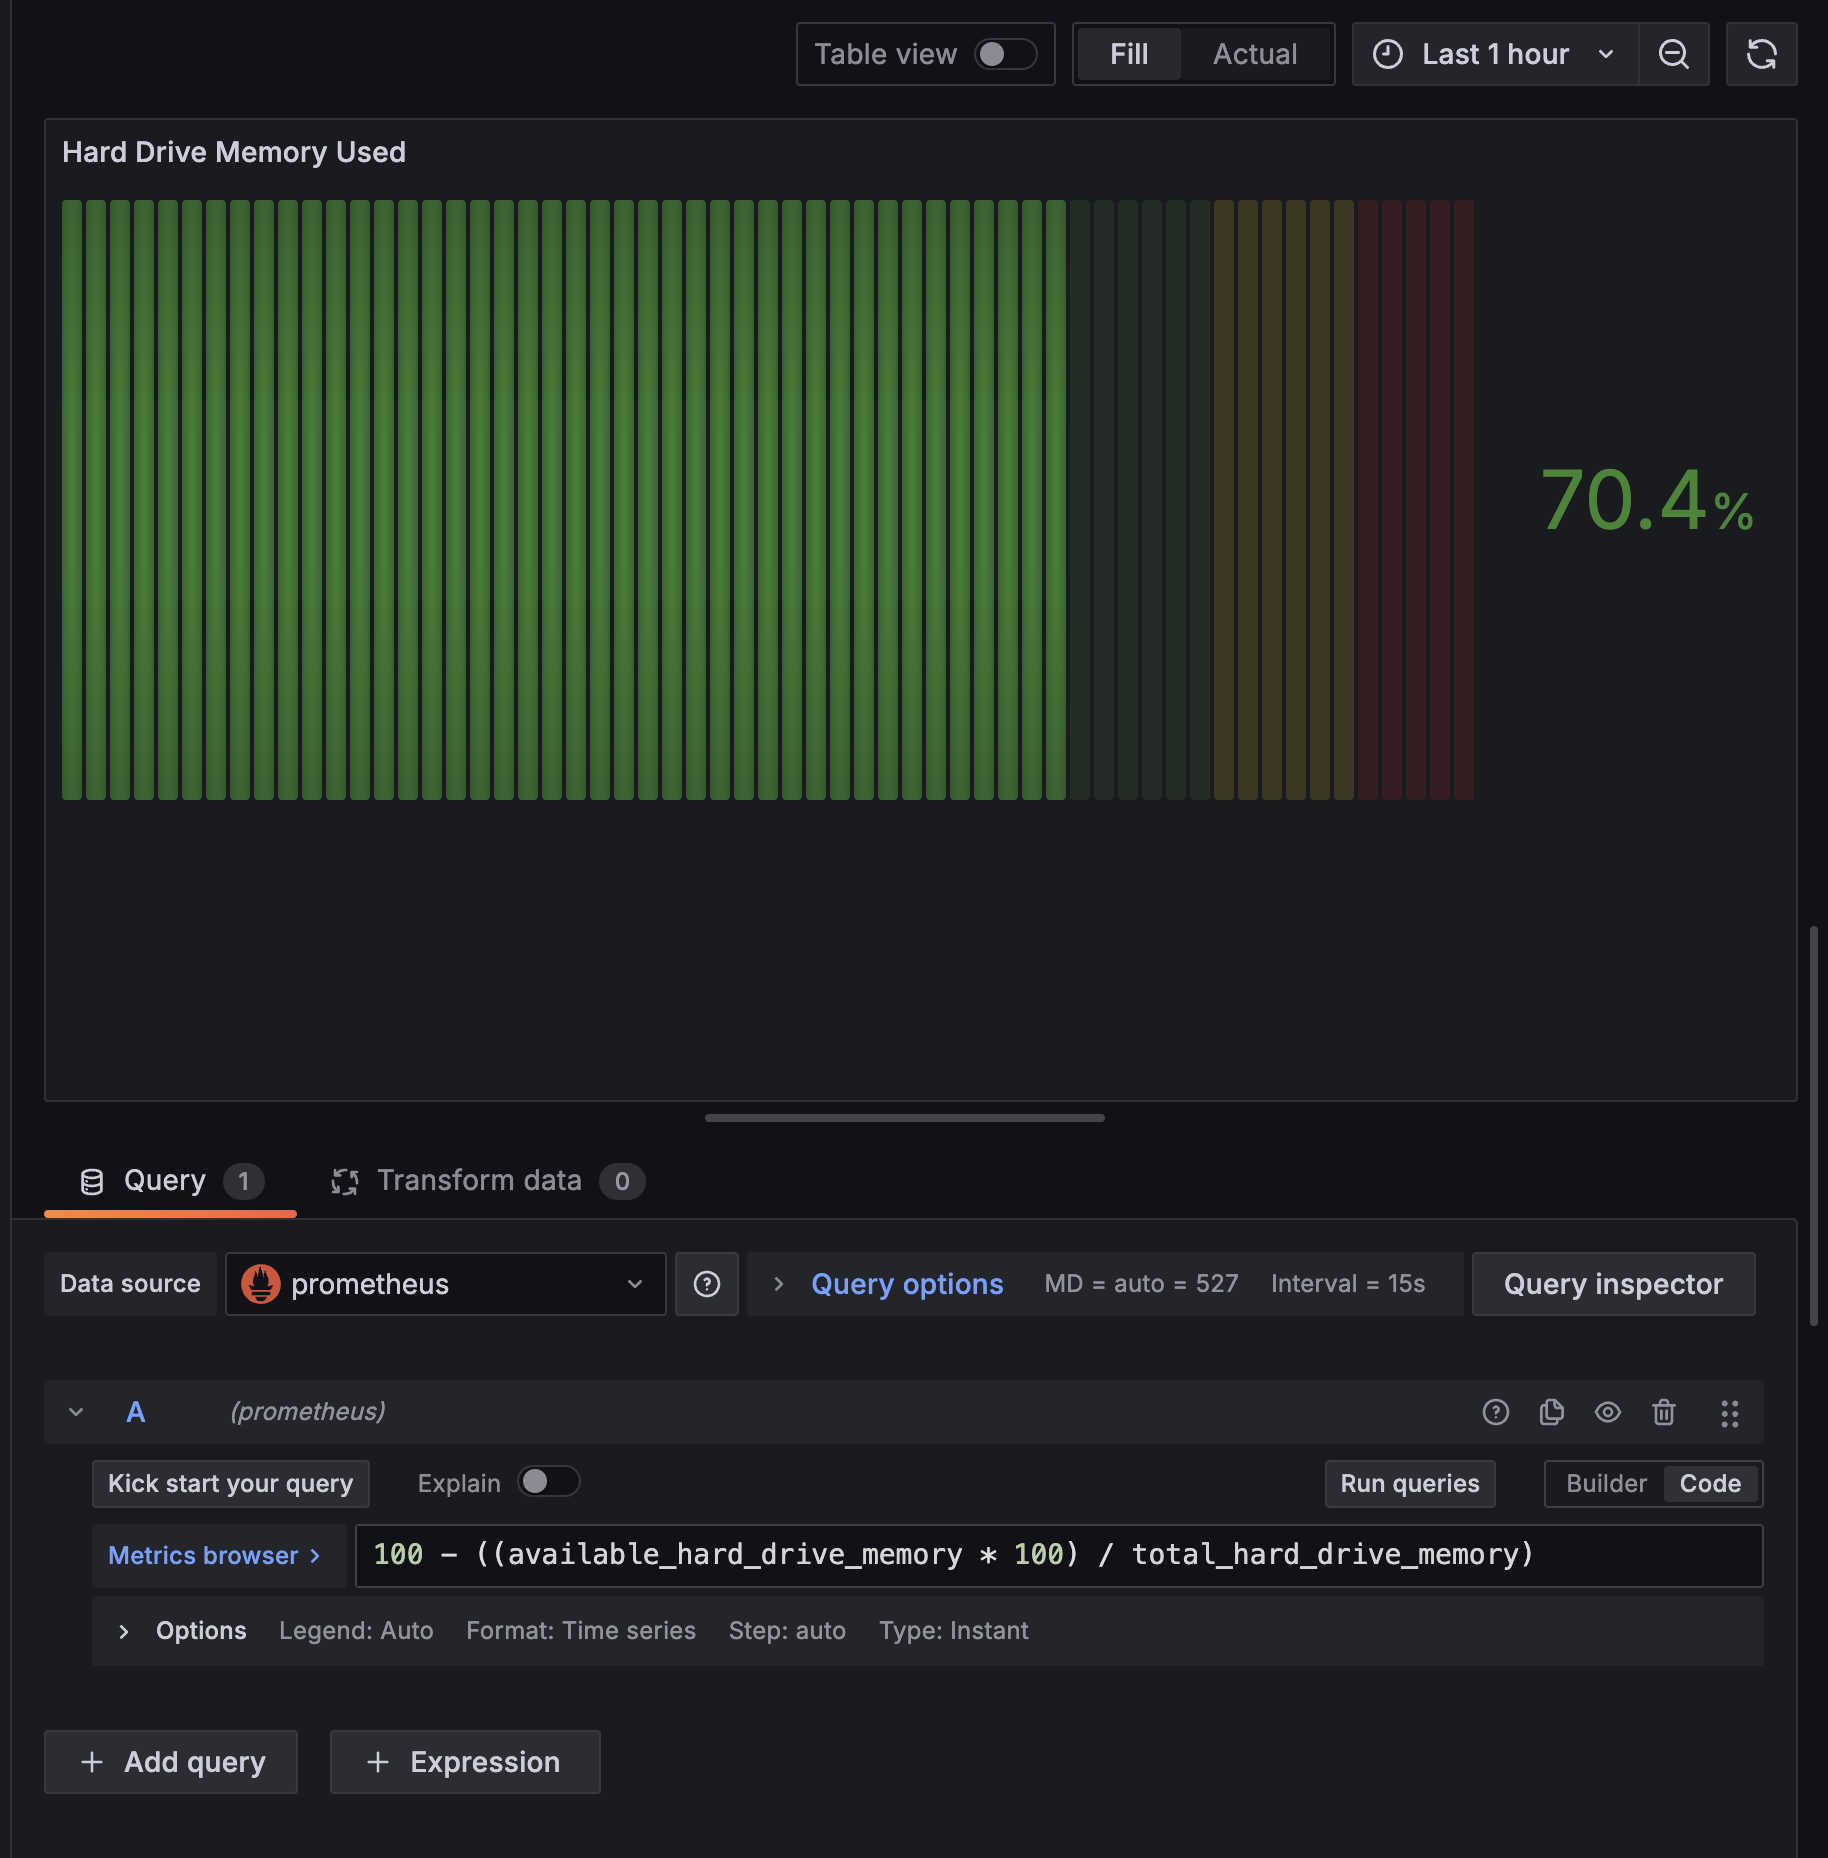 Table view Fill Actual Last 1 hour
Hard Drive Memory Used
70.4%
Query 1 Transform data 0
Data source prometheus Query options MD = auto = 527 Interval = 15s Query inspector
A (prometheus)
Kick start your query Explain Run queries Builder Code
Metrics browser > 100 - ((available_hard_drive_memory * 100) / total_hard_drive_memory)
Options Legend: Auto Format: Time series Step: auto Type: Instant
+ Add query + Expression